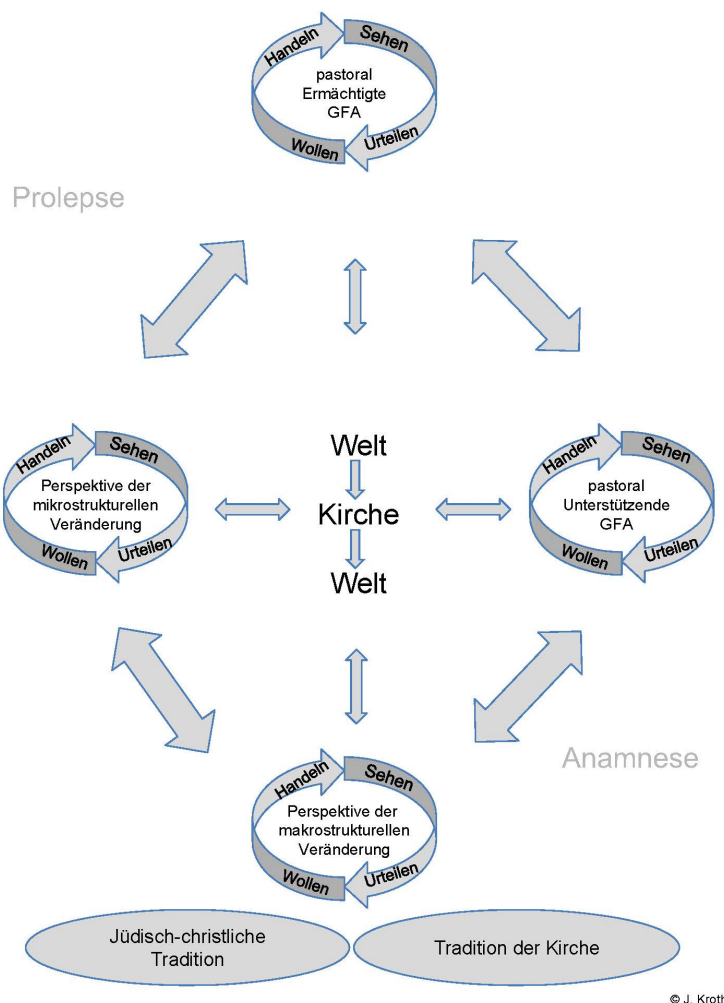 Handeln
Sehen
pastoral
Ermächtigte
GFA
Wollen
Urteilen
Prolepse
Handeln
Sehen
Perspektive der
mikrostrukturellen
Veränderung
Wollen
Urteilen
Welt
Kirche
Welt
Handeln
Sehen
pastoral
Unterstützende
GFA
Wollen
Urteilen
Anamnese
Handeln
Sehen
Perspektive der
makrostrukturellen
Veränderung
Wollen
Urteilen
Jüdisch-christliche
Tradition
Tradition der Kirche
© J. Krott